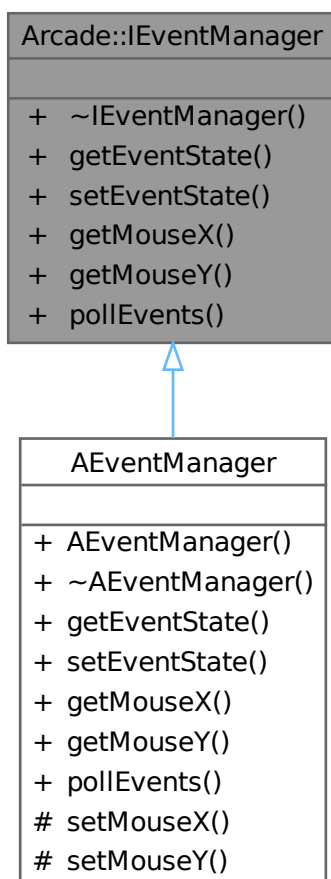 Arcade::IEventManager
+ ~IEventManager()
+ getEventState()
+ setEventState()
+ getMouseX()
+ getMouseY()
+ pollEvents()
AEventManager
+ AEventManager()
+ ~AEventManager()
+ getEventState()
+ setEventState()
+ getMouseX()
+ getMouseY()
+ pollEvents()
# setMouseX()
# setMouseY()